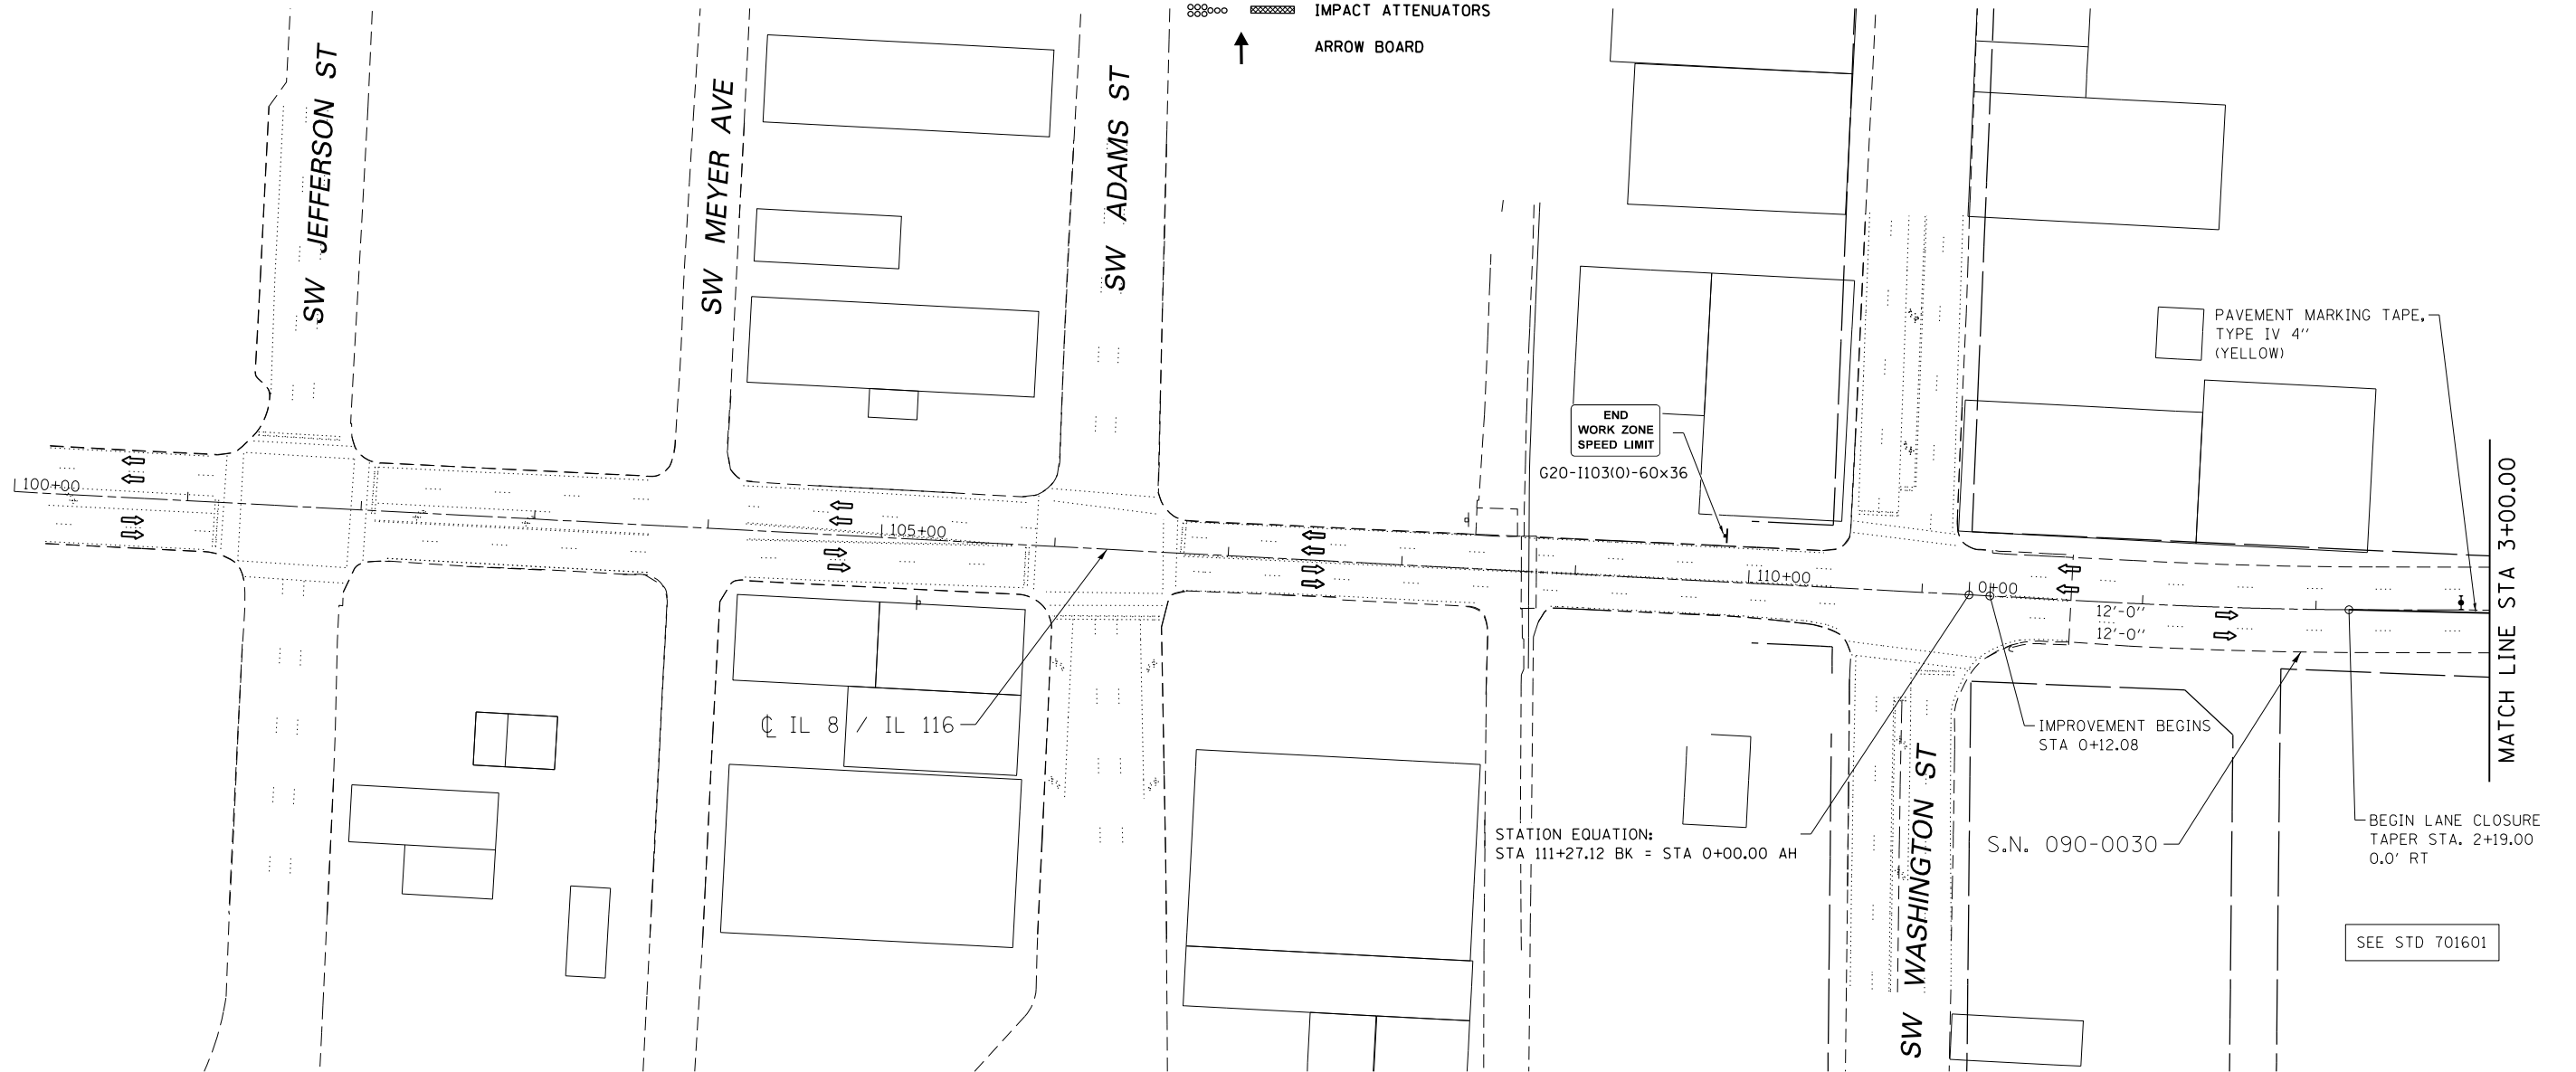 IMPACT ATTENUATORS
ARROW BOARD
SW JEFFERSON ST
SW MEYER AVE
SW ADAMS ST
PAVEMENT MARKING TAPE,
TYPE IV 4"
(YELLOW)
END
WORK ZONE
SPEED LIMIT
G20-I103(0)-60x36
MATCH LINE STA 3+00.00
100+00
105+00
110+00
0+00
12'-0"
12'-0"
℄ IL 8 / IL 116
IMPROVEMENT BEGINS
STA 0+12.08
SW WASHINGTON ST
STATION EQUATION:
STA 111+27.12 BK = STA 0+00.00 AH
S.N. 090-0030
BEGIN LANE CLOSURE
TAPER STA. 2+19.00
0.0' RT
SEE STD 701601